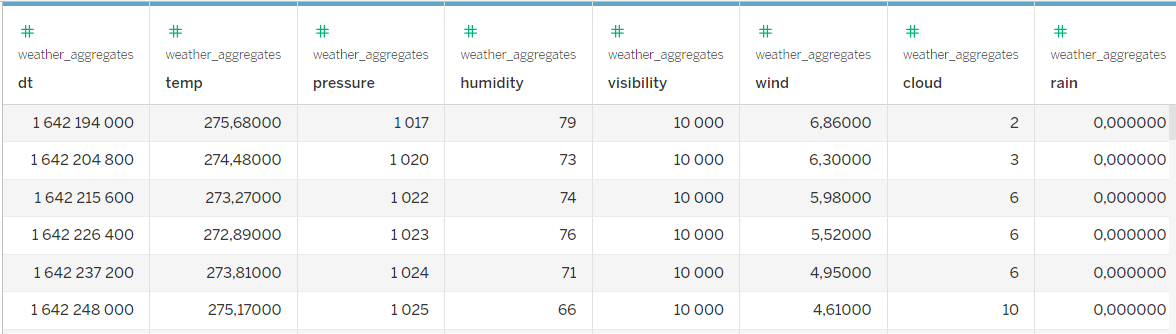 # # # # # # # #
weather_aggregates weather_aggregates weather_aggregates weather_aggregates weather_aggregates weather_aggregates weather_aggregates weather_aggregates
dt temp pressure humidity visibility wind cloud rain
1 642 194 000 275,68000 1 017 79 10 000 6,86000 2 0,000000
1 642 204 800 274,48000 1 020 73 10 000 6,30000 3 0,000000
1 642 215 600 273,27000 1 022 74 10 000 5,98000 6 0,000000
1 642 226 400 272,89000 1 023 76 10 000 5,52000 6 0,000000
1 642 237 200 273,81000 1 024 71 10 000 4,95000 6 0,000000
1 642 248 000 275,17000 1 025 66 10 000 4,61000 10 0,000000